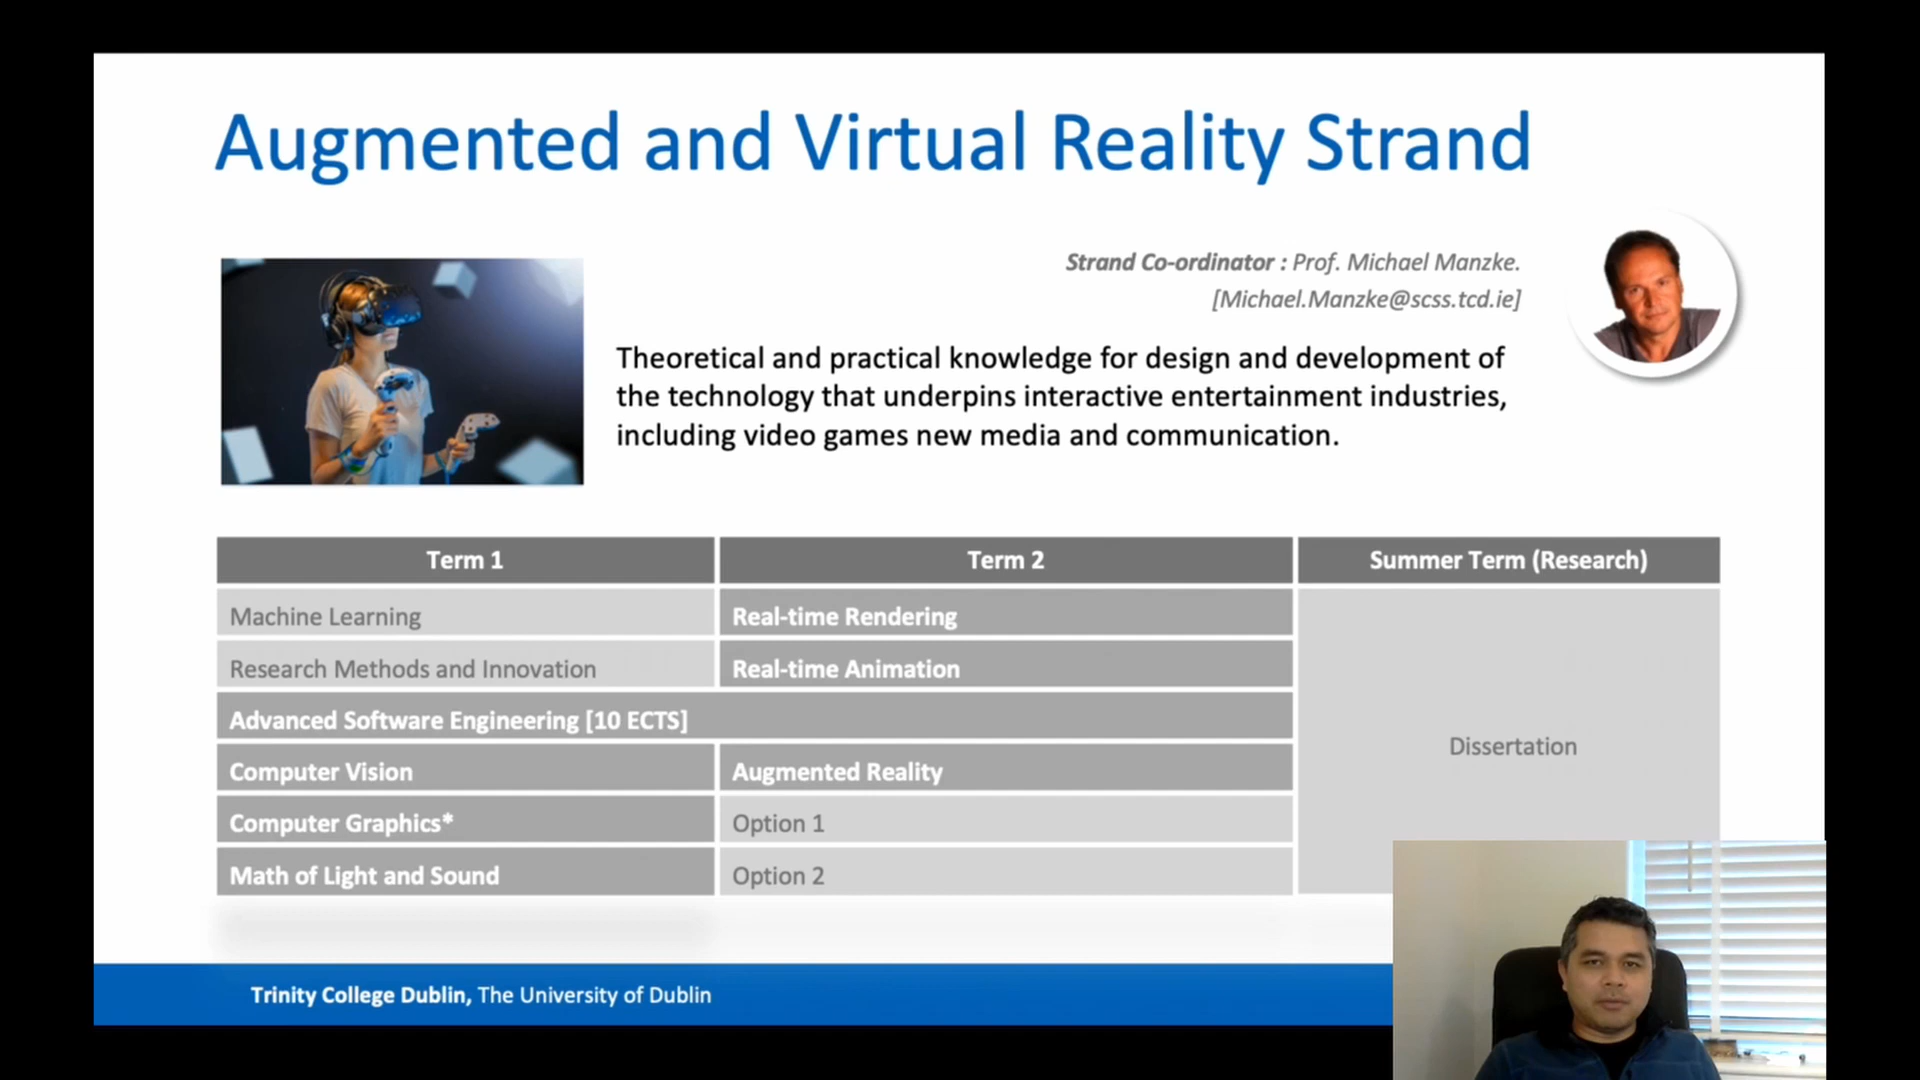 Augmented and Virtual Reality Strand
Strand Co-ordinator : Prof. Michael Manzke.
[Michael.Manzke@scss.tcd.ie]
Theoretical and practical knowledge for design and development of
the technology that underpins interactive entertainment industries,
including video games new media and communication.
Term 1 Term 2 Summer Term (Research)
Machine Learning Real-time Rendering
Research Methods and Innovation Real-time Animation
Advanced Software Engineering [10 ECTS]
Dissertation
Computer Vision Augmented Reality
Computer Graphics* Option 1
Math of Light and Sound Option 2
Trinity College Dublin, The University of Dublin